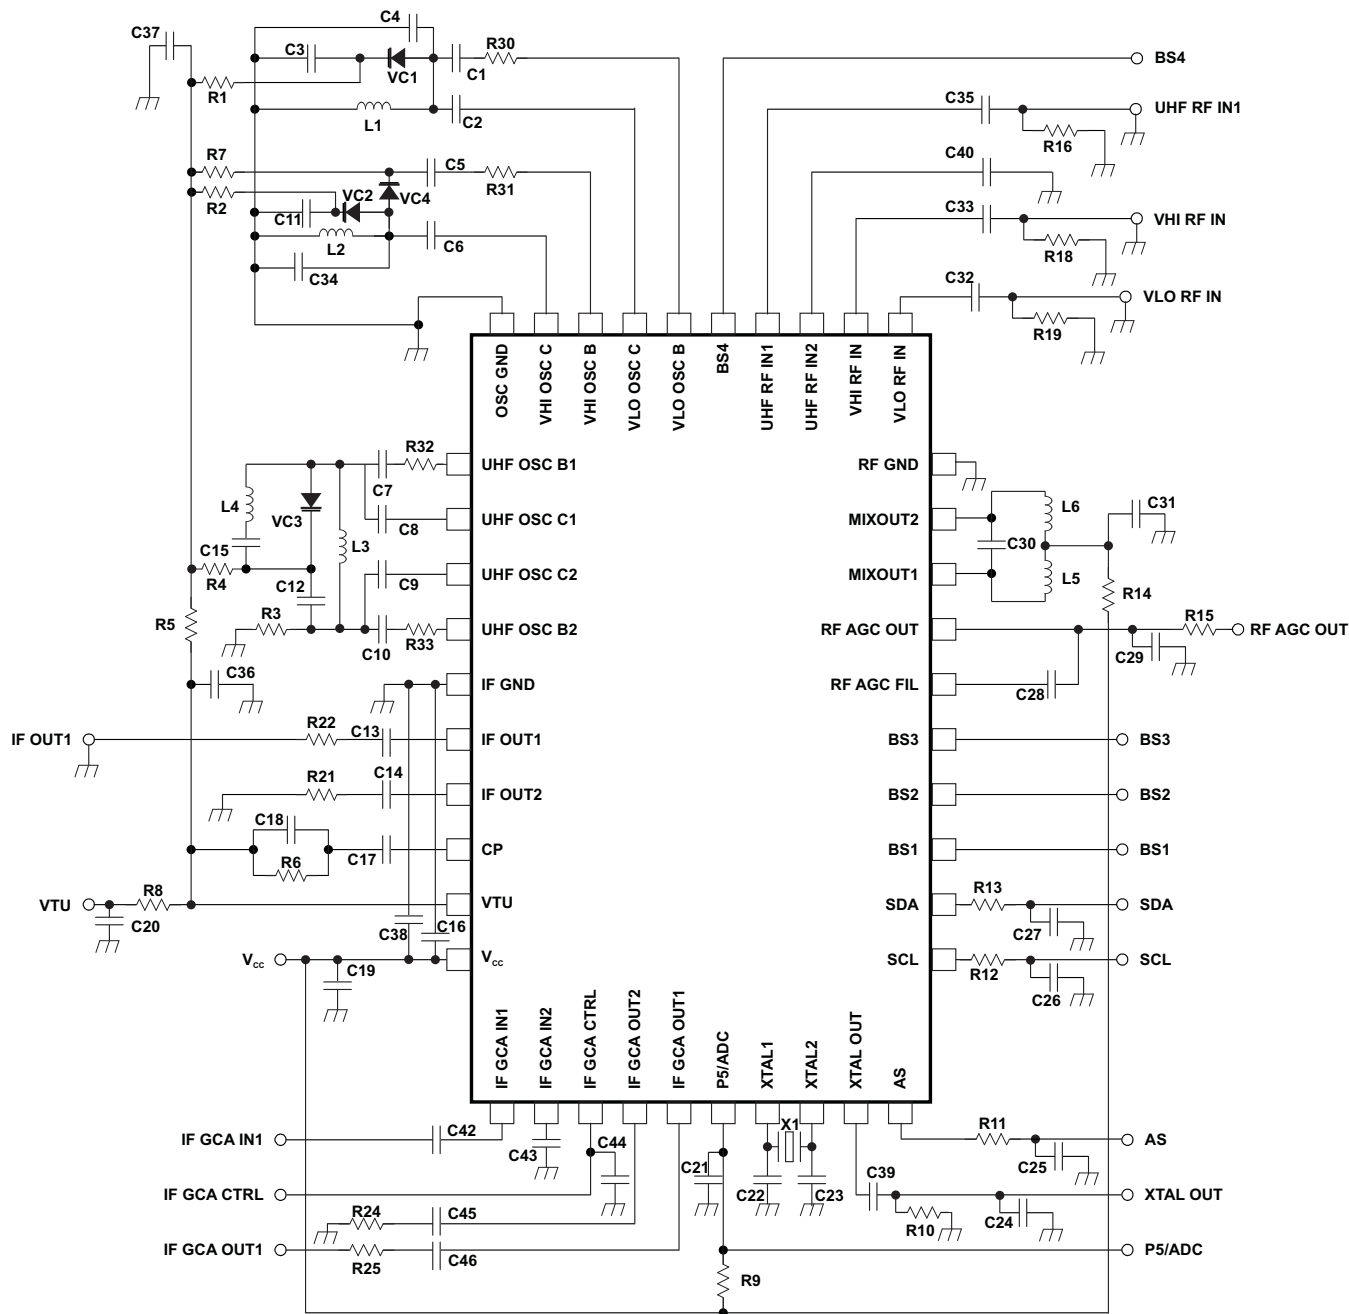 C4
C37
C3
R30
VC1
C1
BS4
R1
L1
C2
C35
UHF RF IN1
R16
R7
C5
C40
R2
VC2
VC4
R31
C11
C33
VHI RF IN
L2
C6
R18
C34
C32
VLO RF IN
R19
OSC GND
VHI OSC C
VHI OSC B
VLO OSC C
VLO OSC B
BS4
UHF RF IN1
UHF RF IN2
VHI RF IN
VLO RF IN
R32
UHF OSC B1
RF GND
C7
L4
VC3
L6
C31
C8
UHF OSC C1
MIXOUT2
C15
L3
C30
R4
C12
C9
UHF OSC C2
MIXOUT1
L5
R14
R5
R3
R15
C10
R33
UHF OSC B2
RF AGC OUT
RF AGC OUT
C29
C36
IF GND
RF AGC FIL
C28
IF OUT1
R22
C13
IF OUT1
BS3
BS3
R21
C14
IF OUT2
BS2
BS2
C18
R6
C17
CP
BS1
BS1
VTU
R8
C20
VTU
SDA
R13
C27
SDA
C38
C16
Vcc
C19
Vcc
SCL
R12
C26
SCL
IF GCA IN1
IF GCA IN2
IF GCA CTRL
IF GCA OUT2
IF GCA OUT1
P5/ADC
XTAL1
XTAL2
XTAL OUT
AS
IF GCA IN1
C42
C43
C44
X1
R11
AS
C21
C22
C23
C39
C25
IF GCA CTRL
XTAL OUT
R24
C45
R10
C24
IF GCA OUT1
R25
C46
P5/ADC
R9